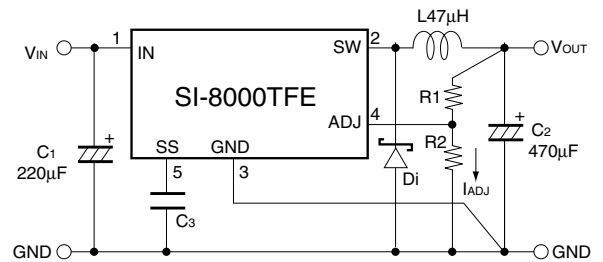 L47μH
VIN
1
IN
SW
2
VOUT
SI-8000TFE
R1
ADJ
4
C1
220μF
+
SS
GND
R2
+
C2
470μF
5
3
Di
IADJ
C3
GND
GND